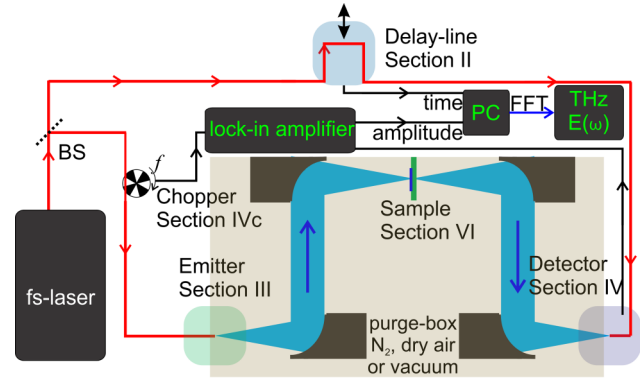 Delay-line
Section II
time
FFT
PC
THz
E(ω)
lock-in amplifier
amplitude
BS
f
Chopper
Section IVc
Sample
Section VI
fs-laser
Emitter
Section III
Detector
Section IV
purge-box
N₂, dry air
or vacuum